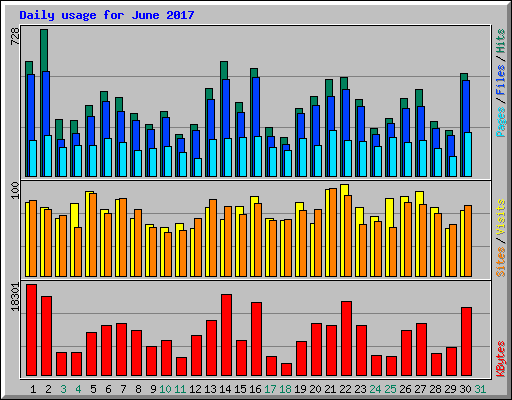 Daily usage for June 2017
728
Pages / Files / Hits
100
Sites / Visits
18301
KBytes
1 2 3 4 5 6 7 8 9 10 11 12 13 14 15 16 17 18 19 20 21 22 23 24 25 26 27 28 29 30 31